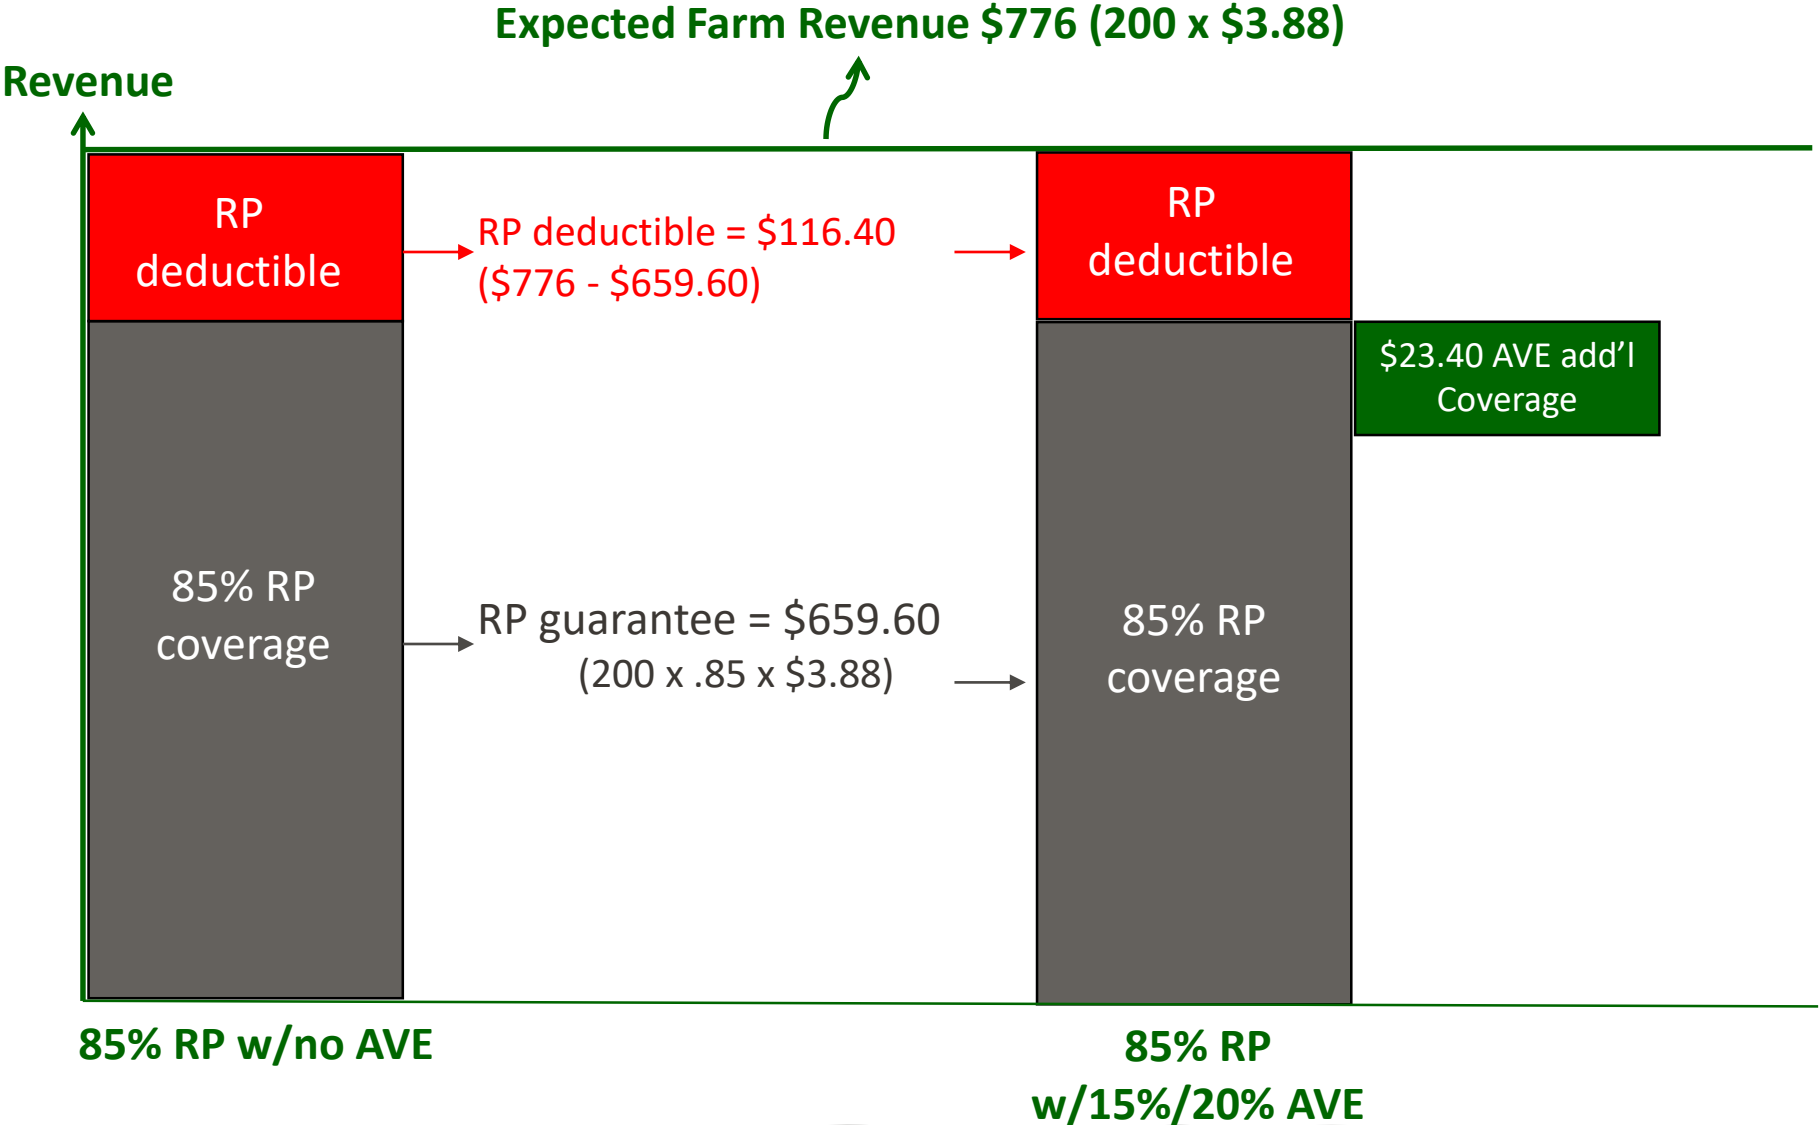 Expected Farm Revenue $776 (200 x $3.88)
Revenue
RP
deductible
RP deductible = $116.40
($776 - $659.60)
RP
deductible
$23.40 AVE add’l
Coverage
85% RP
coverage
RP guarantee = $659.60
(200 x .85 x $3.88)
85% RP
coverage
85% RP w/no AVE
85% RP
w/15%/20% AVE